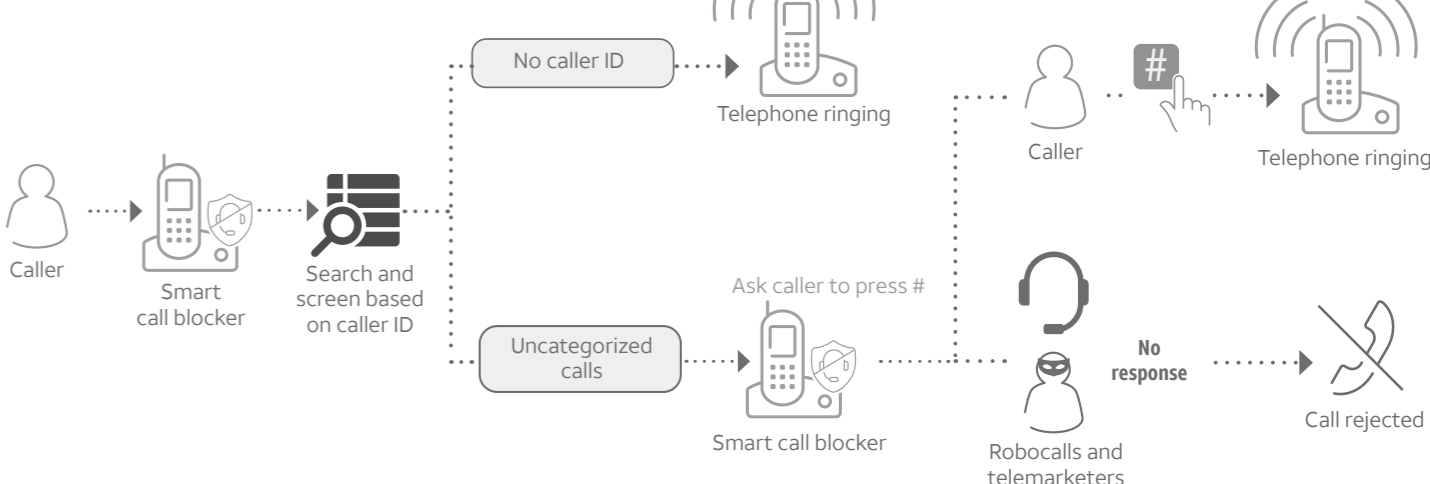 No caller ID
Telephone ringing
#
Caller
Telephone ringing
Caller
Smart
call blocker
Search and
screen based
on caller ID
Uncategorized
calls
Ask caller to press #
Smart call blocker
No
response
Robocalls and
telemarketers
Call rejected